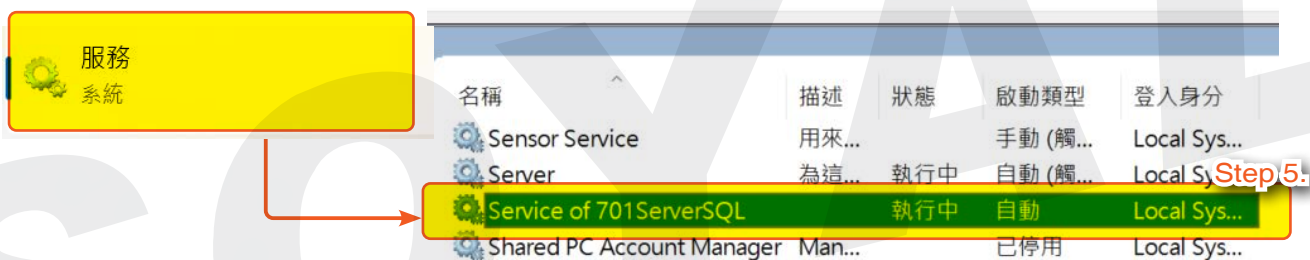 服務
系統
名稱 描述 狀態 啟動類型 登入身分
Sensor Service 用來... 手動 (觸... Local Sys...
Server 為這... 執行中 自動 (觸... Local Sy
Step 5.
Service of 701ServerSQL 執行中 自動 Local Sys...
Shared PC Account Manager Man... 已停用 Local Sys...